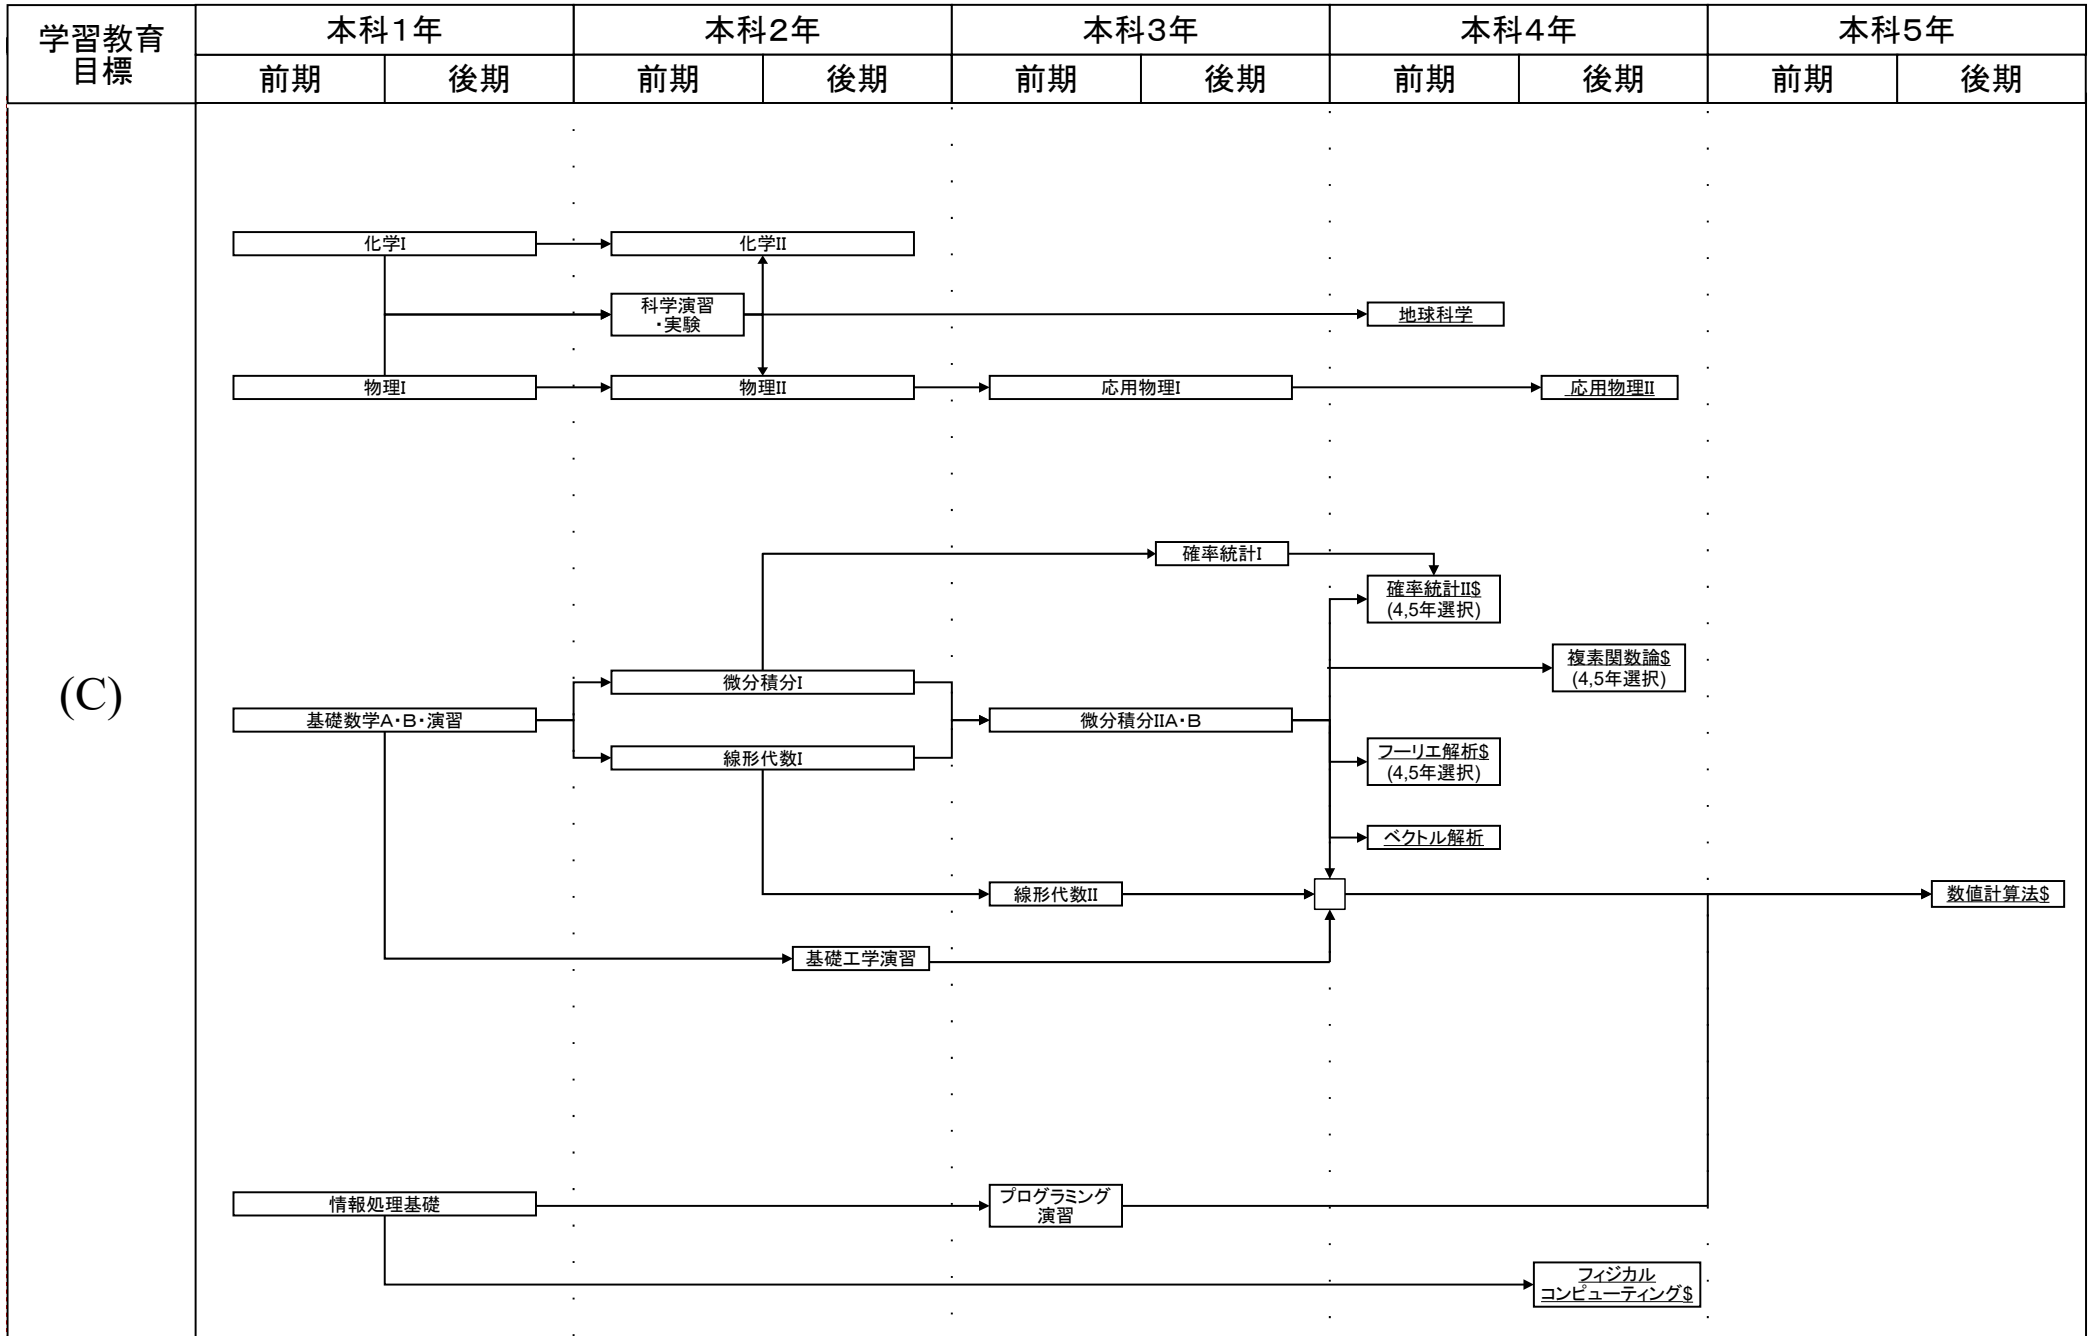 学習教育
目標
本科1年
本科2年
本科3年
本科4年
本科5年
前期
後期
前期
後期
前期
後期
前期
後期
前期
後期
(C)
化学I
化学II
科学演習
・実験
地球科学
物理I
物理II
応用物理I
応用物理II
確率統計I
確率統計II$
(4,5年選択)
複素関数論$
(4,5年選択)
微分積分I
基礎数学A・B・演習
微分積分IIA・B
線形代数I
フーリエ解析$
(4,5年選択)
ベクトル解析
線形代数II
数値計算法$
基礎工学演習
情報処理基礎
プログラミング
演習
フィジカル
コンピューティング$